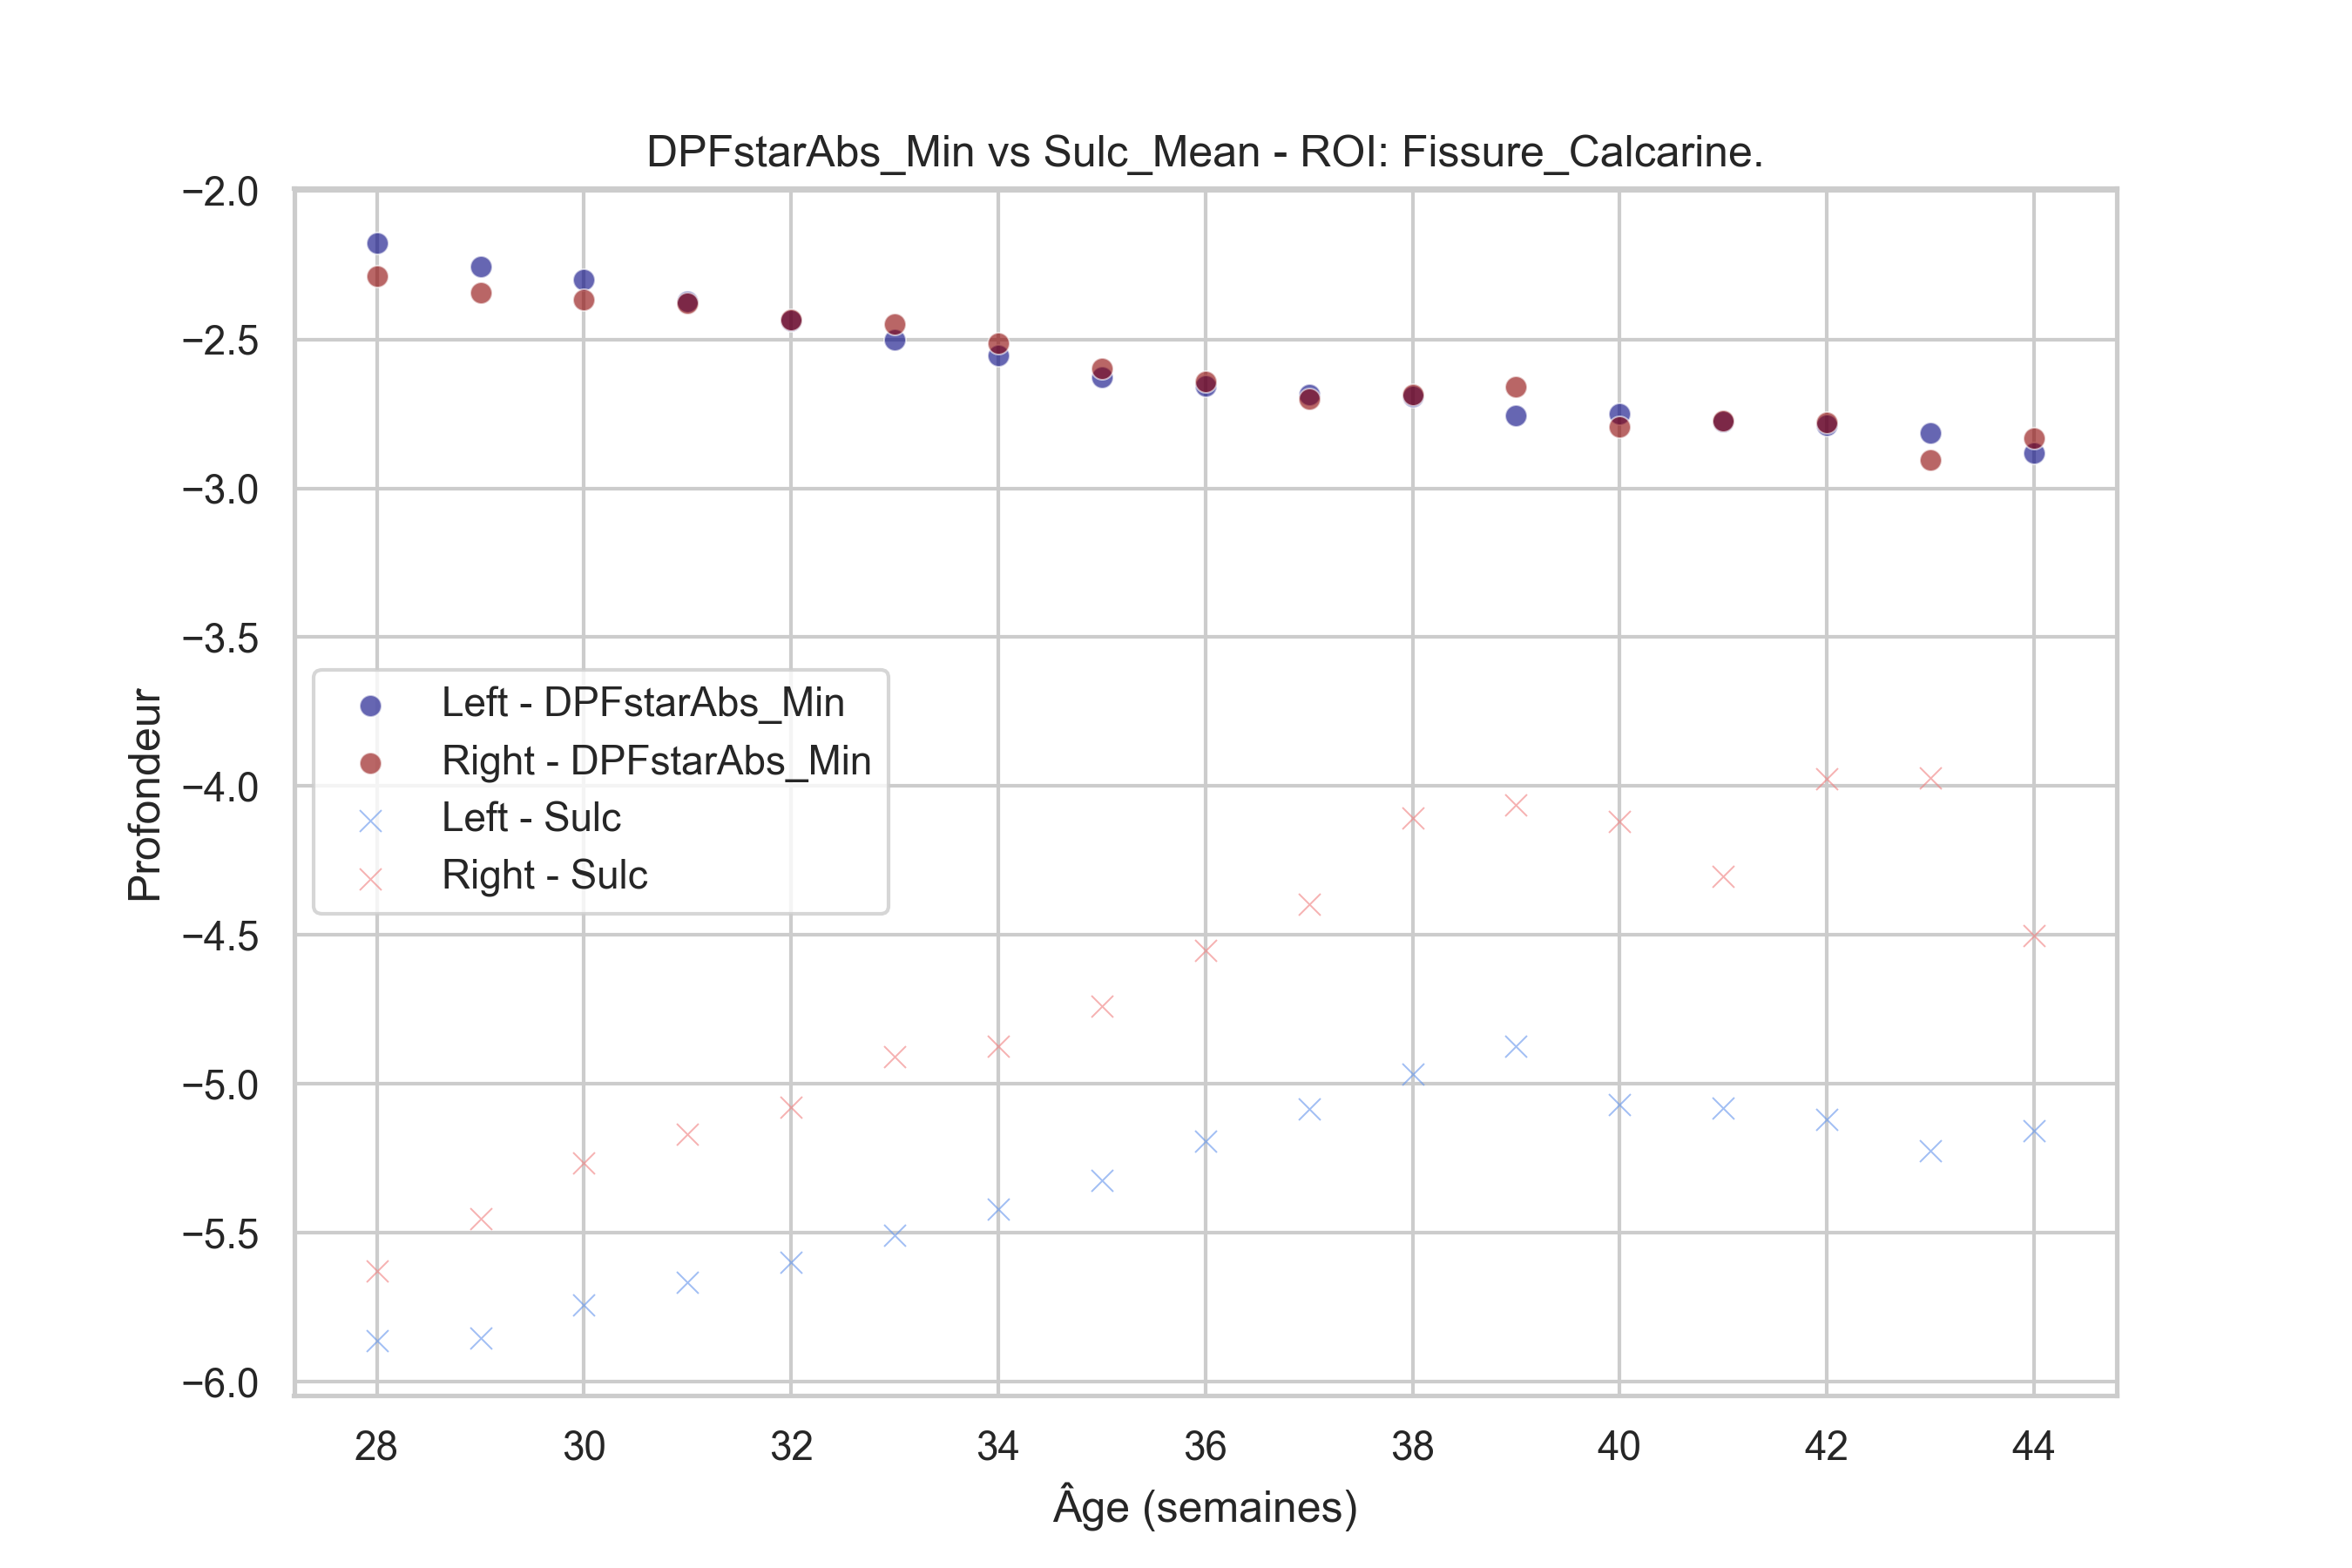 DPFstarAbs_Min vs Sulc_Mean - ROI: Fissure_Calcarine.
−2.0
−2.5
−3.0
−3.5
−4.0
−4.5
−5.0
−5.5
−6.0
Profondeur
Left - DPFstarAbs_Min
Right - DPFstarAbs_Min
Left - Sulc
Right - Sulc
28 30 32 34 36 38 40 42 44
Âge (semaines)